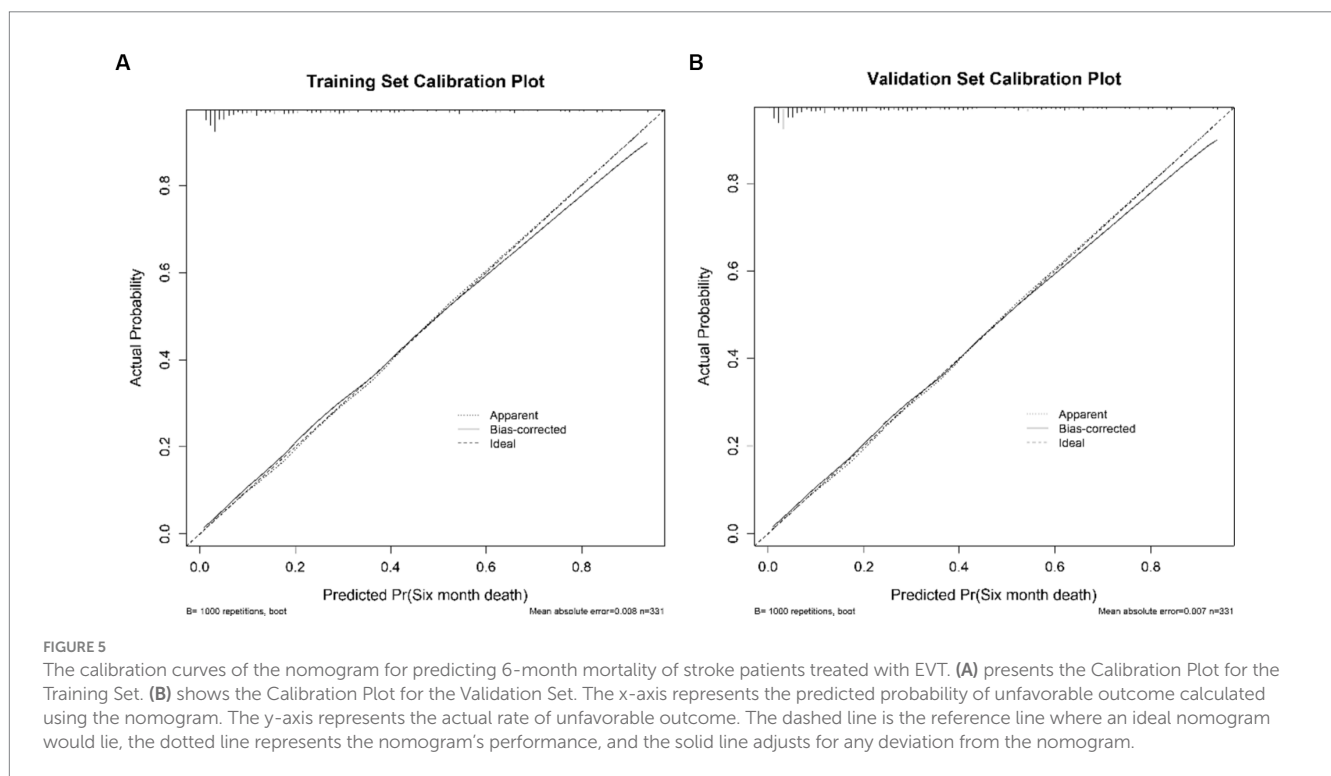 A
Training Set Calibration Plot
Actual Probability
0.8
0.6
0.4
0.2
0.0
Apparent
Bias-corrected
Ideal
0.0 0.2 0.4 0.6 0.8
Predicted Pr(Six month death)
B= 1000 repetitions, boot
Mean absolute error=0.008 n=331
B
Validation Set Calibration Plot
Actual Probability
0.8
0.6
0.4
0.2
0.0
Apparent
Bias-corrected
Ideal
0.0 0.2 0.4 0.6 0.8
Predicted Pr(Six month death)
B= 1000 repetitions, boot
Mean absolute error=0.007 n=331
FIGURE 5
The calibration curves of the nomogram for predicting 6-month mortality of stroke patients treated with EVT. (A) presents the Calibration Plot for the
Training Set. (B) shows the Calibration Plot for the Validation Set. The x-axis represents the predicted probability of unfavorable outcome calculated
using the nomogram. The y-axis represents the actual rate of unfavorable outcome. The dashed line is the reference line where an ideal nomogram
would lie, the dotted line represents the nomogram's performance, and the solid line adjusts for any deviation from the nomogram.